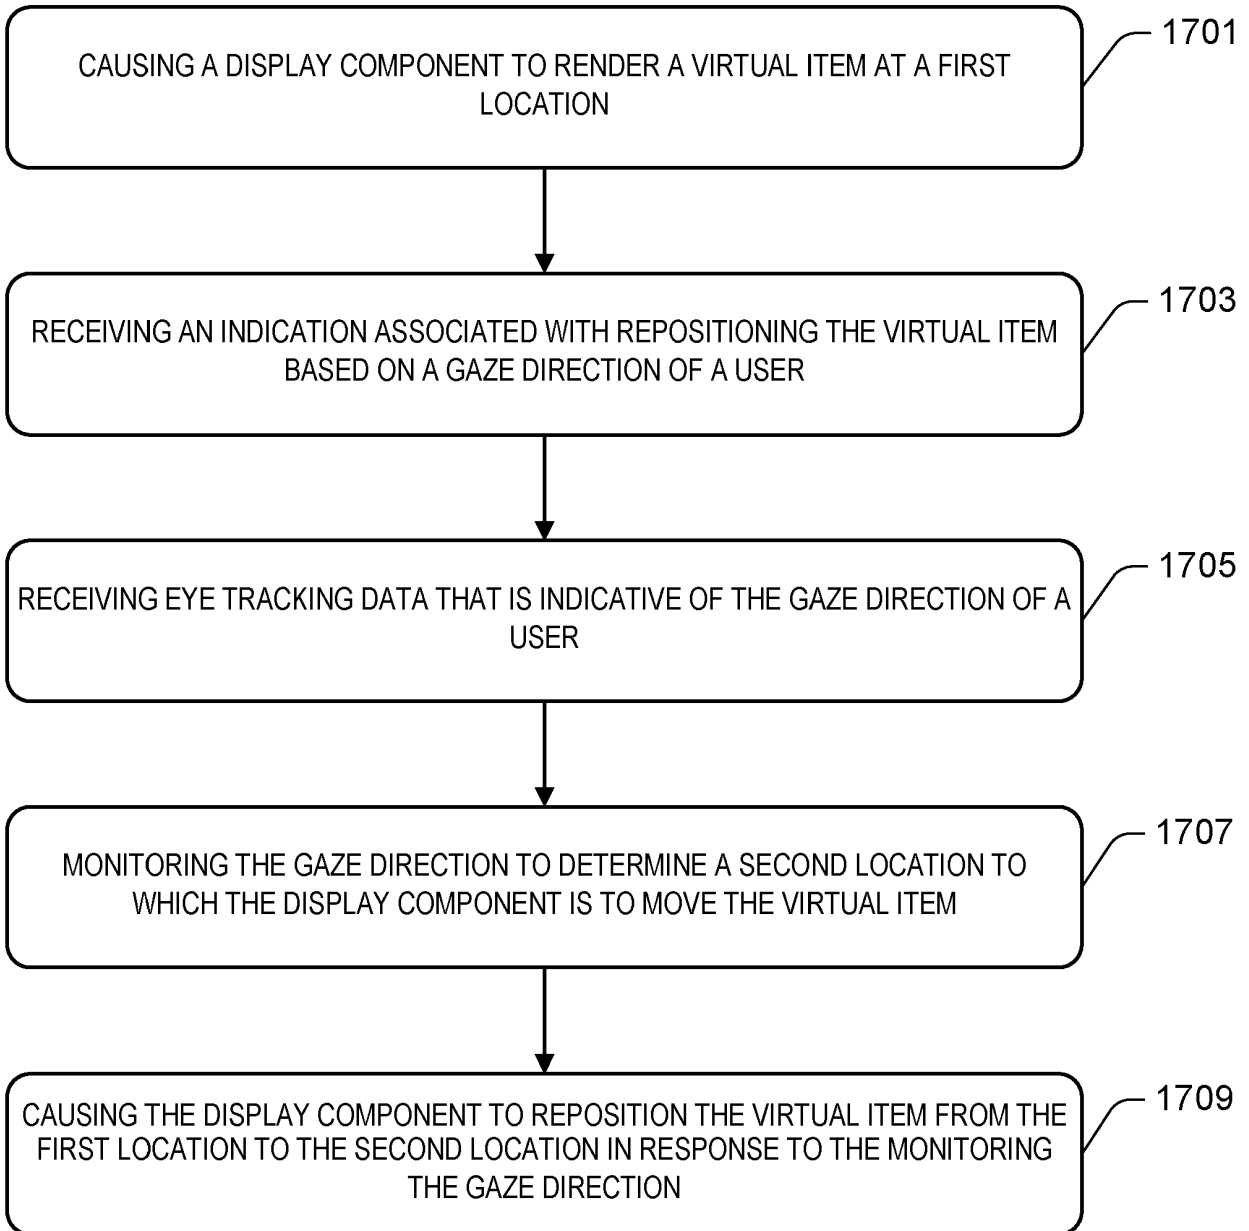 1701
CAUSING A DISPLAY COMPONENT TO RENDER A VIRTUAL ITEM AT A FIRST
LOCATION
1703
RECEIVING AN INDICATION ASSOCIATED WITH REPOSITIONING THE VIRTUAL ITEM
BASED ON A GAZE DIRECTION OF A USER
1705
RECEIVING EYE TRACKING DATA THAT IS INDICATIVE OF THE GAZE DIRECTION OF A
USER
1707
MONITORING THE GAZE DIRECTION TO DETERMINE A SECOND LOCATION TO
WHICH THE DISPLAY COMPONENT IS TO MOVE THE VIRTUAL ITEM
1709
CAUSING THE DISPLAY COMPONENT TO REPOSITION THE VIRTUAL ITEM FROM THE
FIRST LOCATION TO THE SECOND LOCATION IN RESPONSE TO THE MONITORING
THE GAZE DIRECTION